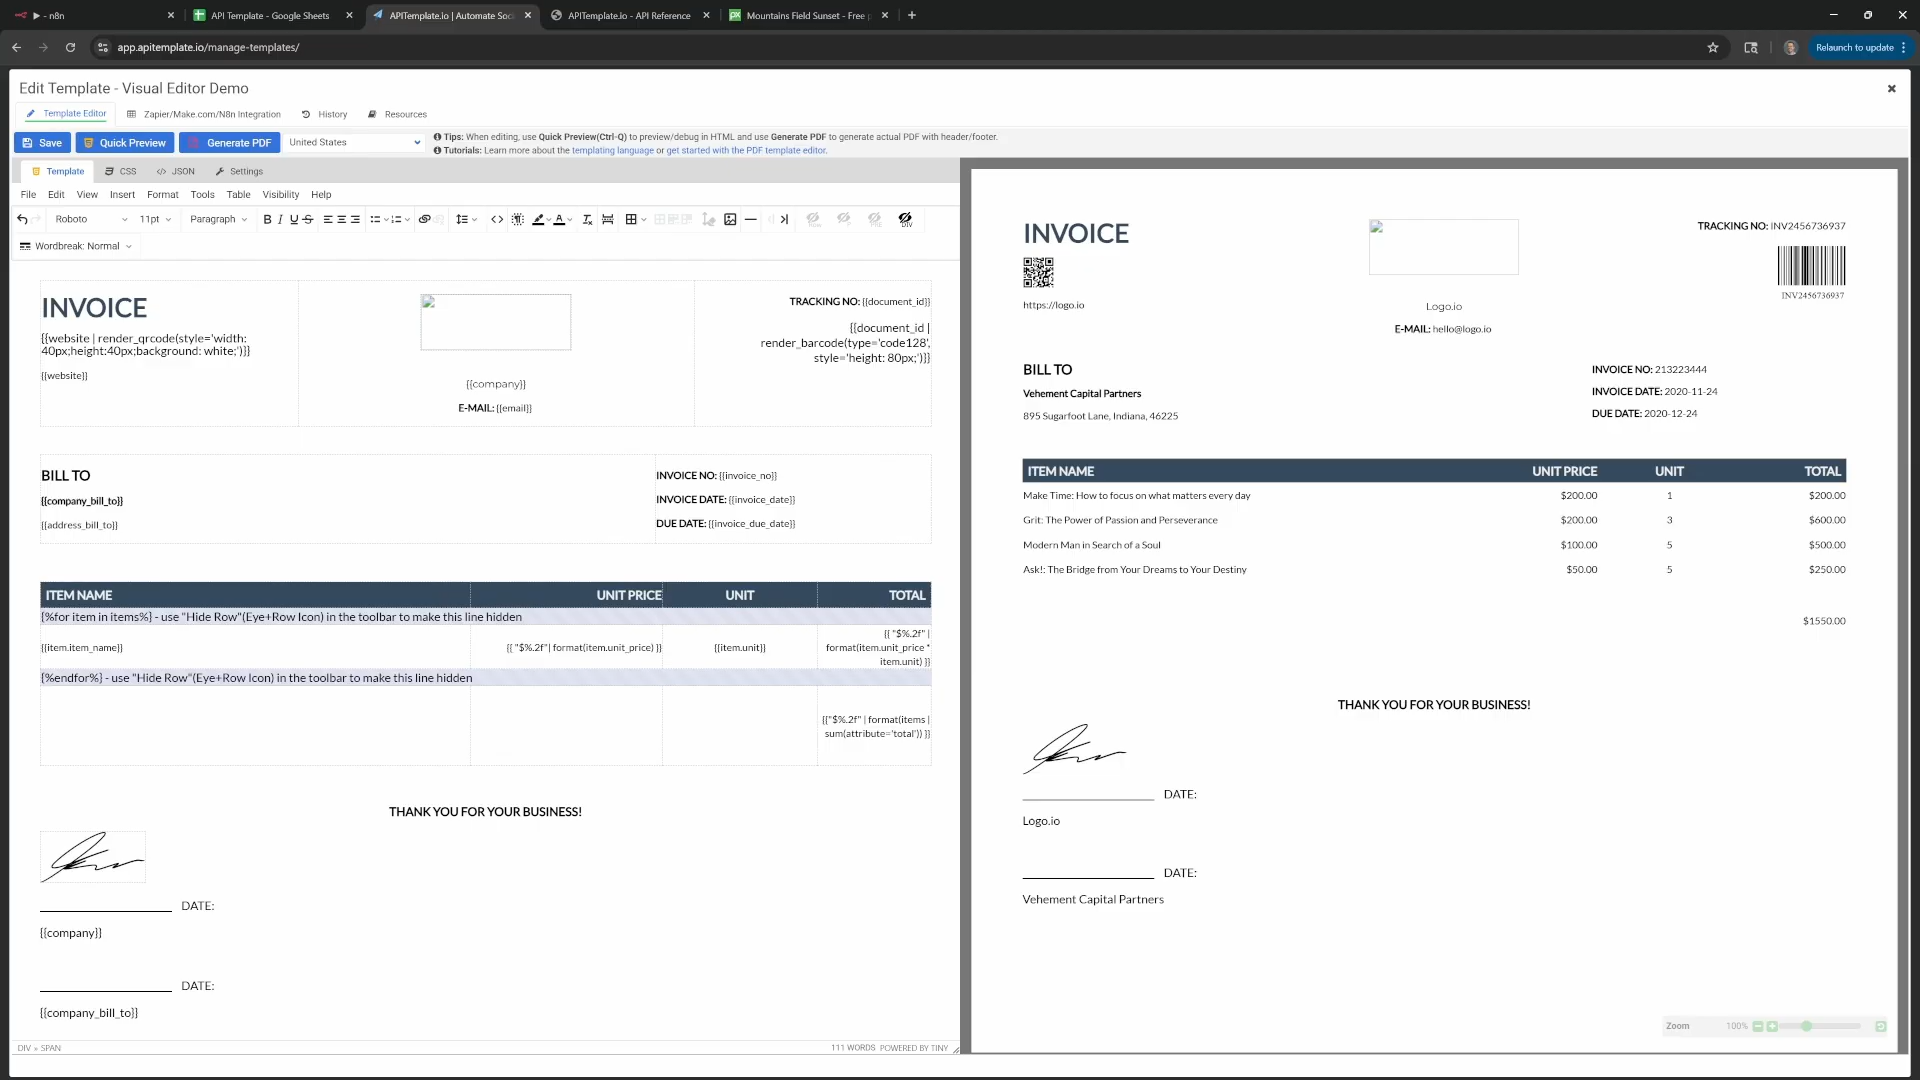 - n8n
API Template - Google Sheets
APITemplate.io | Automate Soc
APITemplate.io - API Reference
Mountains Field Sunset - Free
app.apitemplate.io/manage-templates/
Relaunch to update
Edit Template - Visual Editor Demo
Template Editor
Zapier/Make.com/N8n Integration
History
Resources
Save
Quick Preview
Generate PDF
United States
Tips: When editing, use Quick Preview(Ctrl-Q) to preview/debug in HTML and use Generate PDF to generate actual PDF with header/footer.
Tutorials: Learn more about the templating language or get started with the PDF template editor.
Template
CSS
JSON
Settings
File Edit View Insert Format Tools Table Visibility Help
Roboto 11pt Paragraph
DIV
Wordbreak: Normal
INVOICE
{{website | render_qrcode(style='width:
40px;height:40px;background: white;')}}
{{website}}
{{company}}
E-MAIL: {{email}}
TRACKING NO: {{document_id}}
{{document_id |
render_barcode(type='code128',
style='height: 80px;')}}
BILL TO
{{company_bill_to}}
{{address_bill_to}}
INVOICE NO: {{invoice_no}}
INVOICE DATE: {{invoice_date}}
DUE DATE: {{invoice_due_date}}
ITEM NAME UNIT PRICE UNIT TOTAL
{%for item in items%} - use "Hide Row"(Eye+Row Icon) in the toolbar to make this line hidden
{{item.item_name}}
{{ "$%.2f"| format(item.unit_price) }}
{{item.unit}}
{{ "$%.2f" |
format(item.unit_price *
item.unit) }}
{%endfor%} - use "Hide Row"(Eye+Row Icon) in the toolbar to make this line hidden
{{"$%.2f" | format(items |
sum(attribute='total')) }}
THANK YOU FOR YOUR BUSINESS!
DATE:
{{company}}
DATE:
{{company_bill_to}}
DIV » SPAN
111 WORDS POWERED BY TINY
INVOICE
https://logo.io
Logo.io
E-MAIL: hello@logo.io
TRACKING NO: INV2456736937
INV2456736937
BILL TO
Vehement Capital Partners
895 Sugarfoot Lane, Indiana, 46225
INVOICE NO: 213223444
INVOICE DATE: 2020-11-24
DUE DATE: 2020-12-24
ITEM NAME UNIT PRICE UNIT TOTAL
Make Time: How to focus on what matters every day $200.00 1 $200.00
Grit: The Power of Passion and Perseverance $200.00 3 $600.00
Modern Man in Search of a Soul $100.00 5 $500.00
Ask!: The Bridge from Your Dreams to Your Destiny $50.00 5 $250.00
$1550.00
THANK YOU FOR YOUR BUSINESS!
DATE:
Logo.io
DATE:
Vehement Capital Partners
Zoom 100%